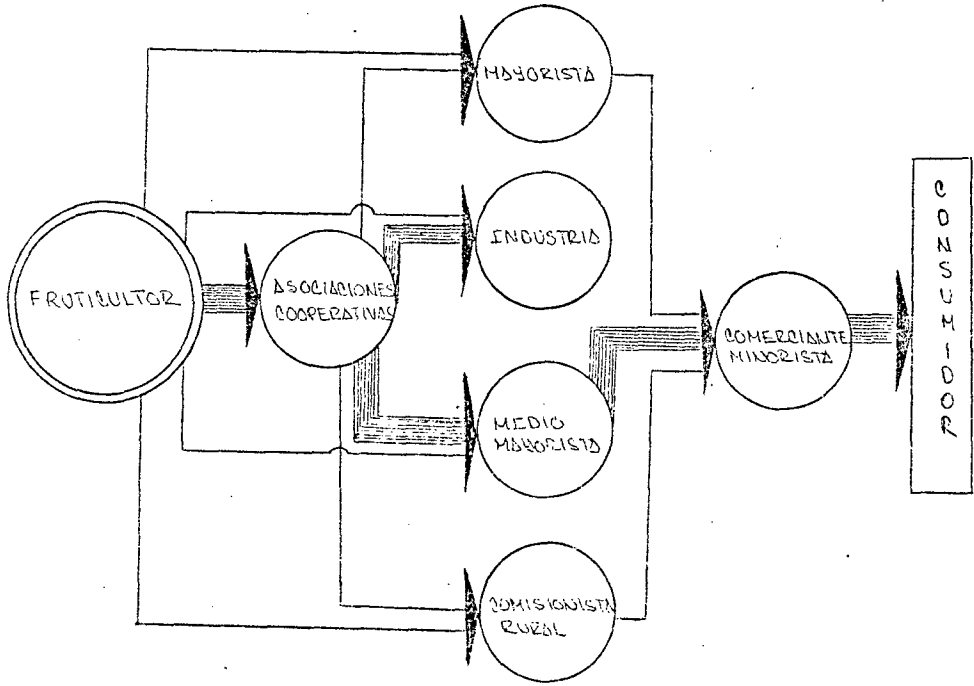 FRUTICULTOR
ASOCIACIONES
COOPERATIVAS
MAYORISTA
INDUSTRIA
MEDIO
MAYORISTA
COMISIONISTA
RURAL
COMERCIANTE
MINORISTA
CONSUMIDOR